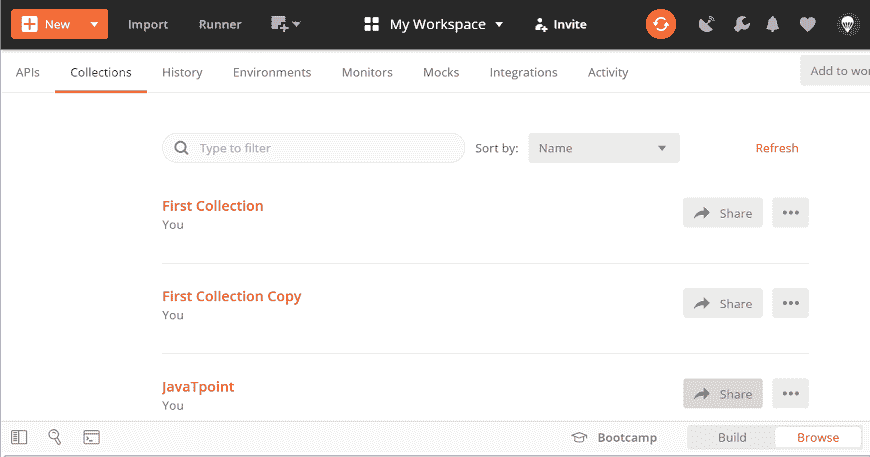 New Import Runner My Workspace Invite
APIs Collections History Environments Monitors Mocks Integrations Activity Add to wor
Type to filter Sort by: Name Refresh
First Collection
You
Share
First Collection Copy
You
Share
JavaTpoint
You
Share
Bootcamp Build Browse